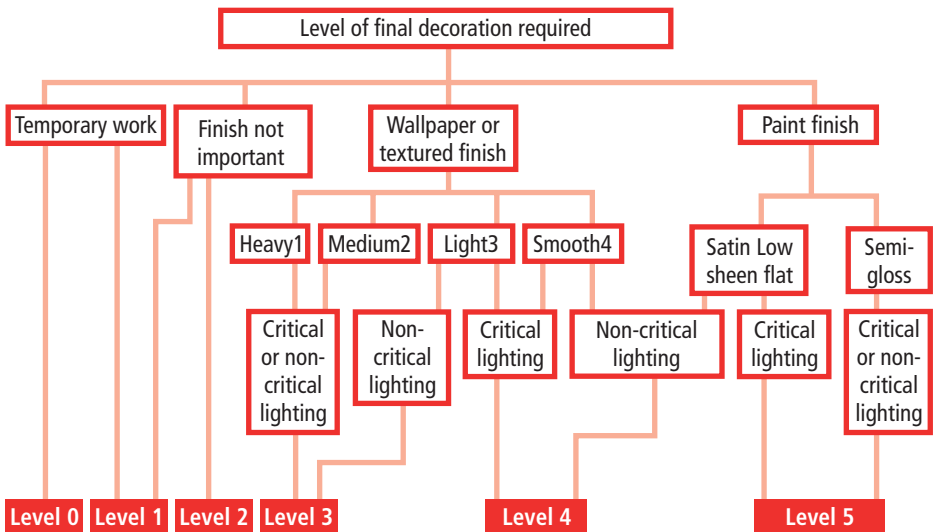 Level of final decoration required
Temporary work
Finish not
important
Wallpaper or
textured finish
Paint finish
Heavy1
Medium2
Light3
Smooth4
Satin Low
sheen flat
Semi-
gloss
Critical
or non-
critical
lighting
Non-
critical
lighting
Critical
lighting
Non-critical
lighting
Critical
lighting
Critical
or non-
critical
lighting
Level 0
Level 1
Level 2
Level 3
Level 4
Level 5